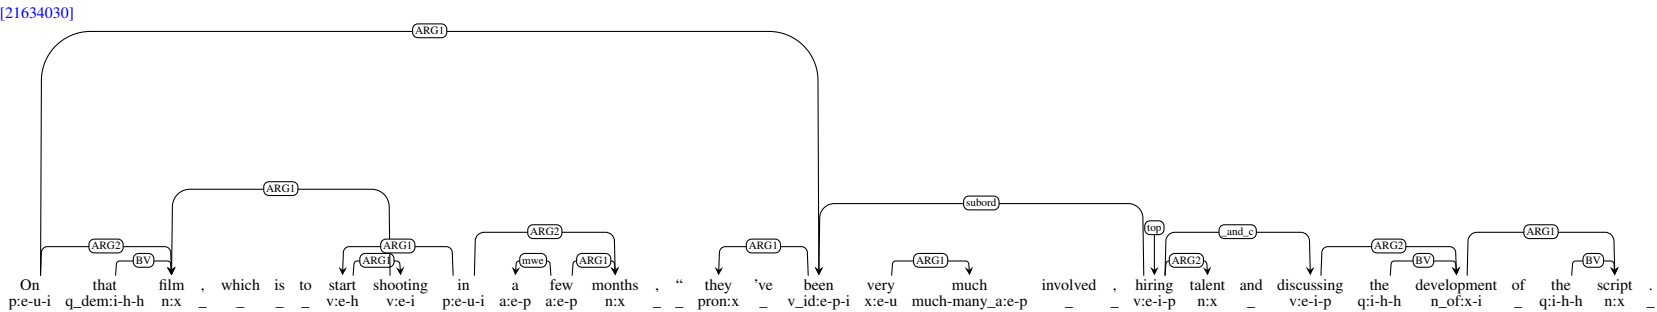 [21634030]
ARG1
ARG1
subord
top
ARG2 ARG1 ARG2 ARG1 _and_c ARG2 ARG1
BV ARG1 mwe ARG1 ARG1 ARG2 BV BV
On that film , which is to start shooting in a few months , “ they ’ve been very much involved , hiring talent and discussing the development of the script .
p:e-u-i q_dem:i-h-h n:x _ _ _ _ v:e-h v:e-i p:e-u-i a:e-p a:e-p n:x _ _ pron:x _ v_id:e-p-i x:e-u much-many_a:e-p _ _ v:e-i-p n:x _ v:e-i-p q:i-h-h n_of:x-i _ q:i-h-h n:x _